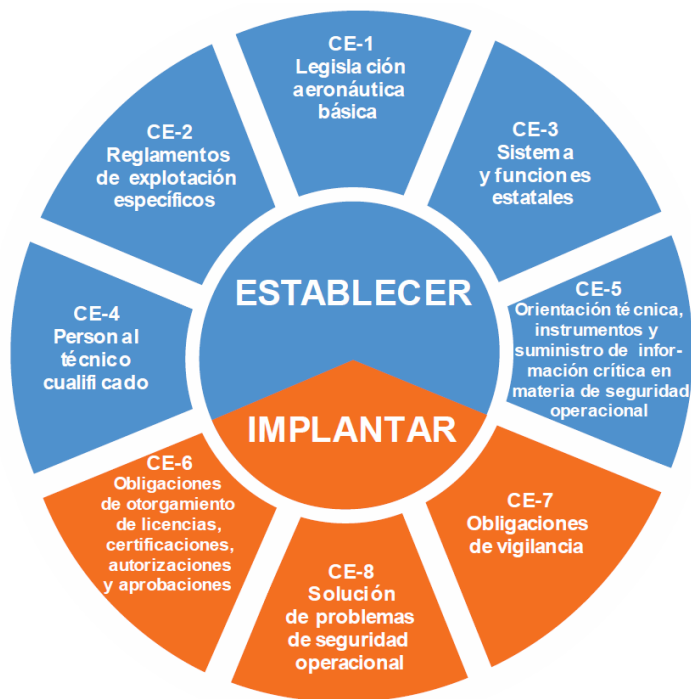 CE-1
Legislación
aeronáutica
básica
CE-2
Reglamentos
de explotación
específicos
CE-3
Sistema
y funciones
estatales
CE-4
Personal
técnico
cualificado
CE-5
Orientación técnica,
instrumentos y
suministro de infor-
mación crítica en
materia de seguridad
operacional
ESTABLECER
IMPLANTAR
CE-6
Obligaciones
de otorgamiento
de licencias,
certificaciones,
autorizaciones
y aprobaciones
CE-7
Obligaciones
de vigilancia
CE-8
Solución
de problemas
de seguridad
operacional